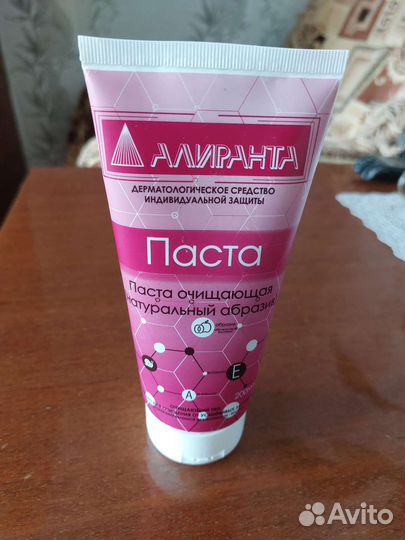 АЛИРАНТА
ДЕРМАТОЛОГИЧЕСКОЕ СРЕДСТВО
ИНДИВИДУАЛЬНОЙ ЗАЩИТЫ
Паста
Паста очищающая
натуральный абразив
A
E
Avito